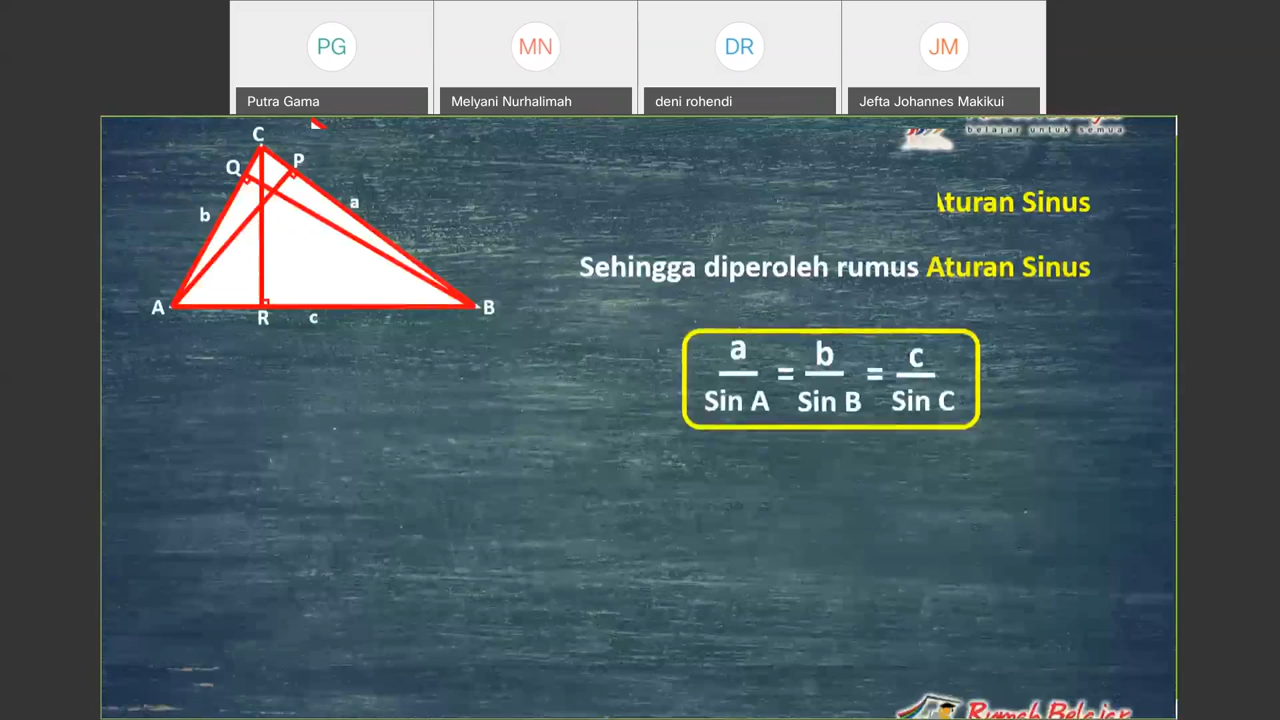 PG MN DR JM
Putra Gama Melyani Nurhalimah deni rohendi Jefta Johannes Makikui
belajar untuk semua
C
Q P
b a
A B
R c
Aturan Sinus
Sehingga diperoleh rumus Aturan Sinus
a b c
= =
Sin A Sin B Sin C
Rumah Belajar